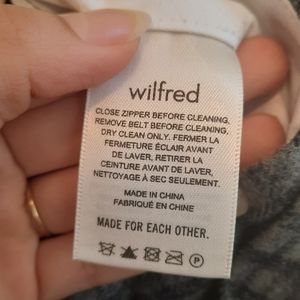 wilfred
CLOSE ZIPPER BEFORE CLEANING,
REMOVE BELT BEFORE CLEANING,
DRY CLEAN ONLY. FERMER LA
FERMETURE ÉCLAIR AVANT
DE LAVER, RETIRER LA
CEINTURE AVANT DE LAVER,
NETTOYAGE À SEC SEULEMENT.
MADE IN CHINA
FABRIQUÉ EN CHINE
MADE FOR EACH OTHER.
P